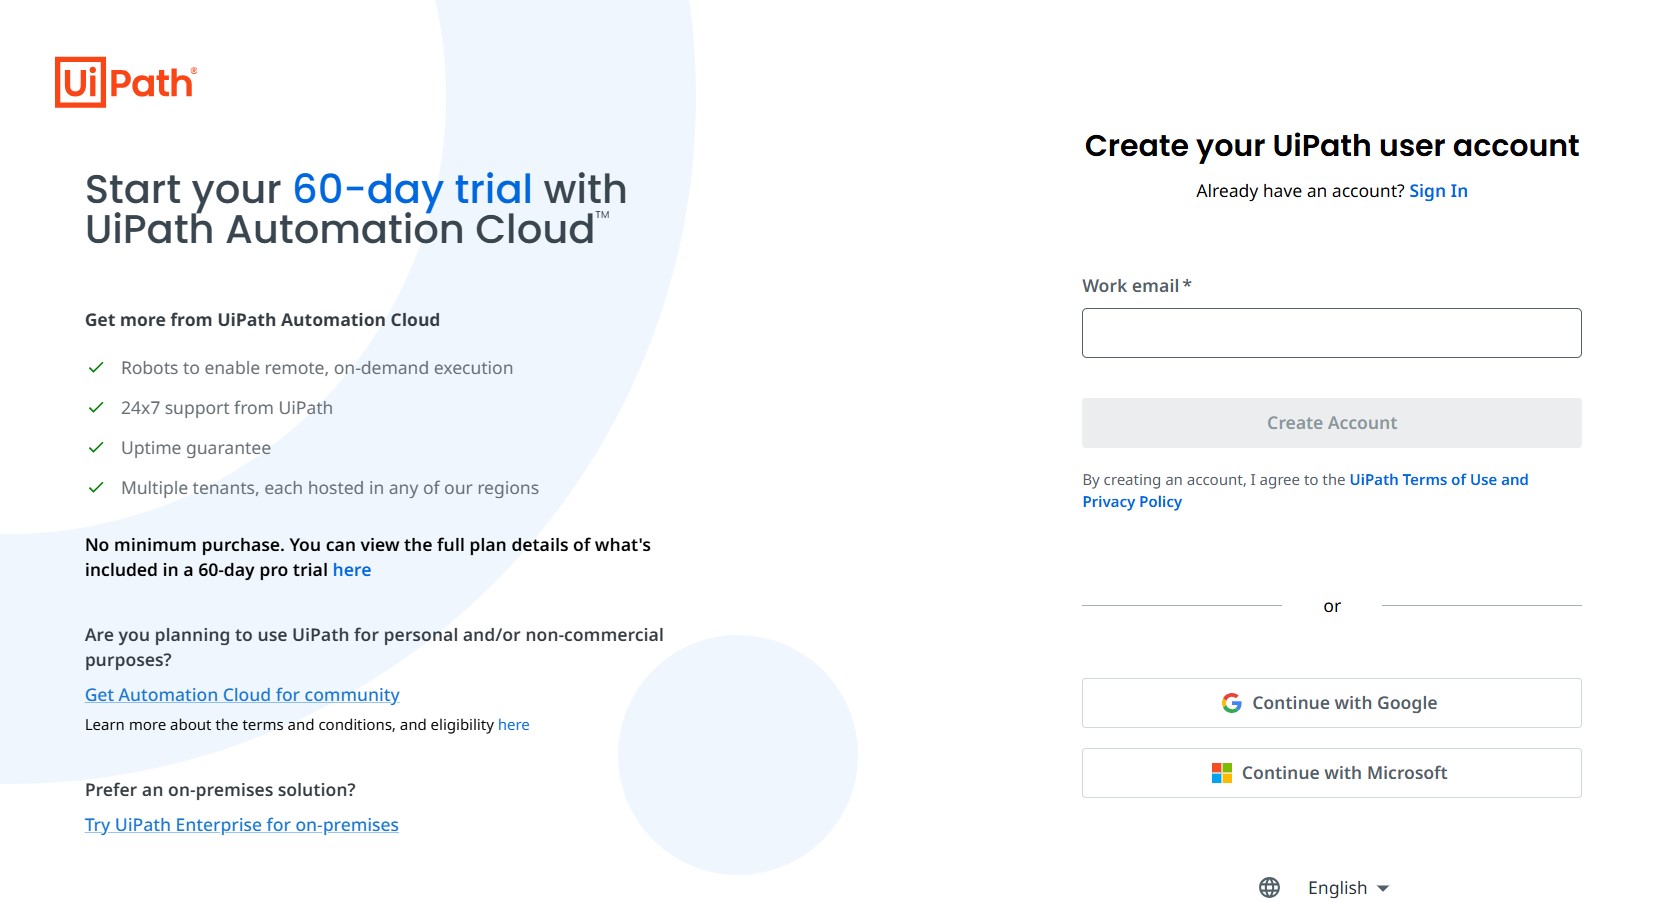 UiPath®
Start your 60-day trial with
UiPath Automation Cloud™
Get more from UiPath Automation Cloud
Robots to enable remote, on-demand execution
24x7 support from UiPath
Uptime guarantee
Multiple tenants, each hosted in any of our regions
No minimum purchase. You can view the full plan details of what's
included in a 60-day pro trial here
Are you planning to use UiPath for personal and/or non-commercial
purposes?
Get Automation Cloud for community
Learn more about the terms and conditions, and eligibility here
Prefer an on-premises solution?
Try UiPath Enterprise for on-premises
Create your UiPath user account
Already have an account? Sign In
Work email *
Create Account
By creating an account, I agree to the UiPath Terms of Use and
Privacy Policy
or
Continue with Google
Continue with Microsoft
English